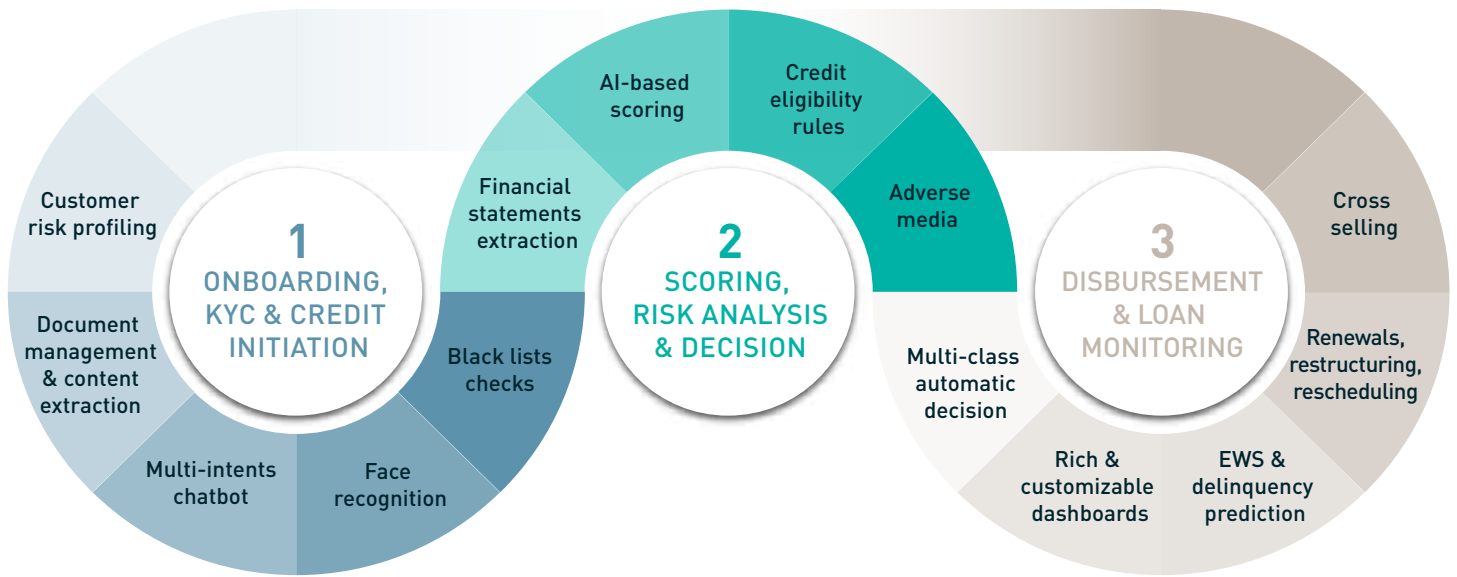 1
ONBOARDING,
KYC & CREDIT
INITIATION
Customer
risk profiling
Document
management
& content
extraction
Multi-intents
chatbot
Face
recognition
Black lists
checks
2
SCORING,
RISK ANALYSIS
& DECISION
Financial
statements
extraction
AI-based
scoring
Credit
eligibility
rules
Adverse
media
3
DISBURSEMENT
& LOAN
MONITORING
Multi-class
automatic
decision
Rich &
customizable
dashboards
EWS &
delinquency
prediction
Renewals,
restructuring,
rescheduling
Cross
selling